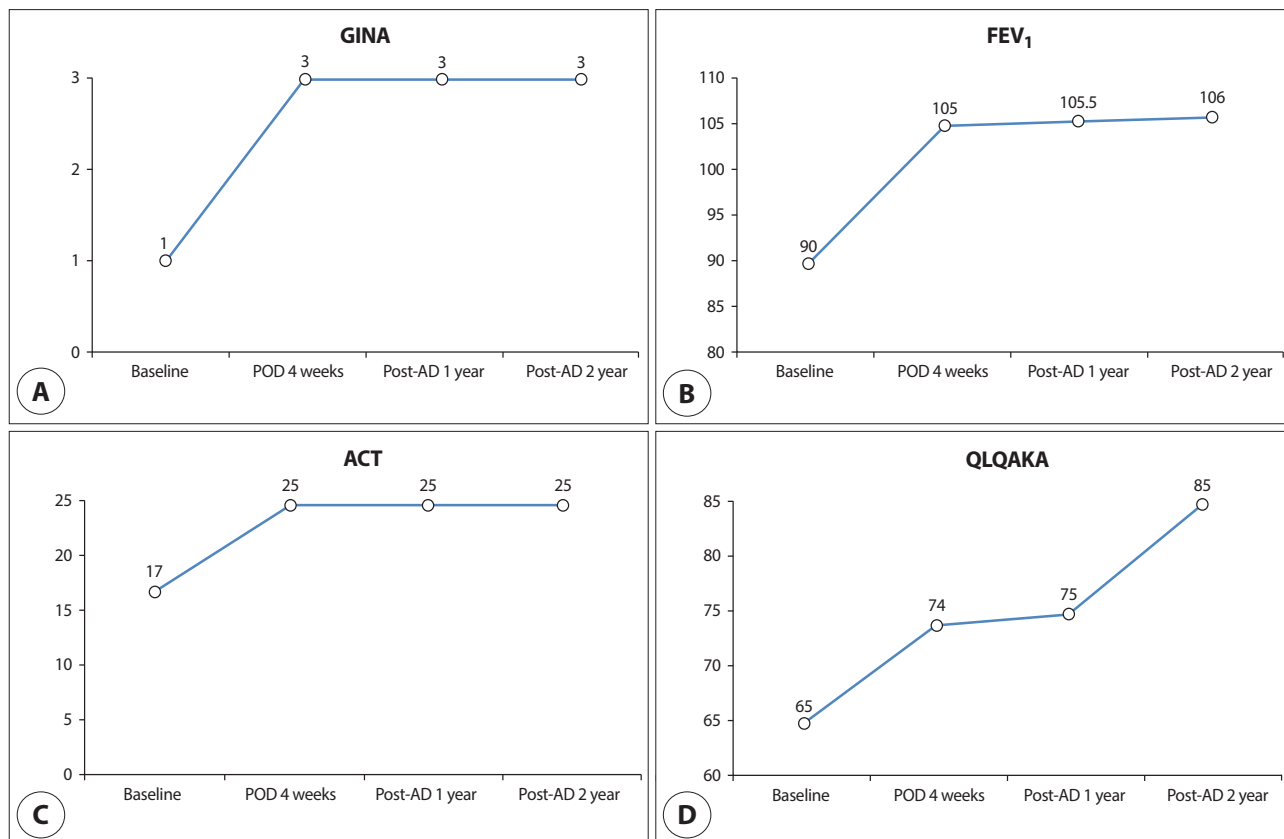 GINA
3
3
3
3
2
1
1
0
Baseline
POD 4 weeks
Post-AD 1 year
Post-AD 2 year
A
FEV1
110
105
100
95
90
85
80
90
105
105.5
106
Baseline
POD 4 weeks
Post-AD 1 year
Post-AD 2 year
B
ACT
25
20
15
10
5
0
17
25
25
25
Baseline
POD 4 weeks
Post-AD 1 year
Post-AD 2 year
C
QLQAKA
85
80
75
70
65
60
65
74
75
85
Baseline
POD 4 weeks
Post-AD 1 year
Post-AD 2 year
D